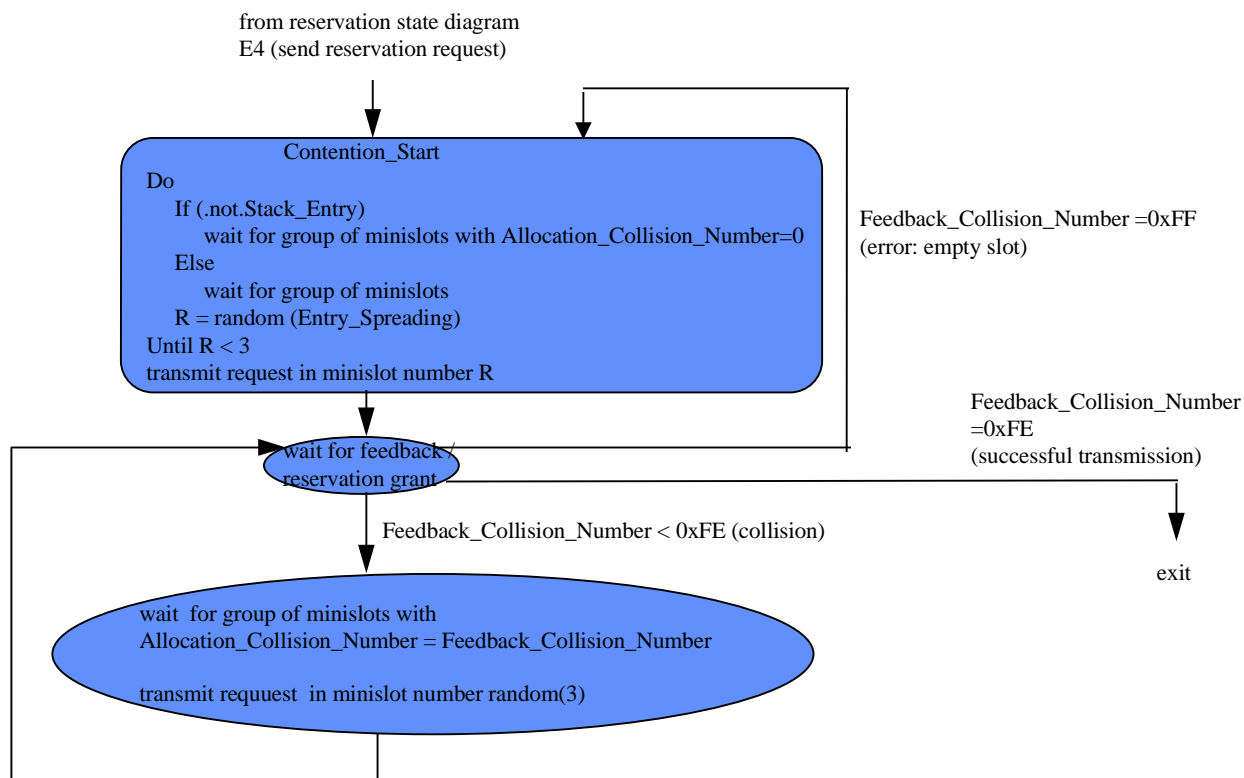 from reservation state diagram
E4 (send reservation request)
Contention_Start
Do
If (.not.Stack_Entry)
wait for group of minislots with Allocation_Collision_Number=0
Else
wait for group of minislots
R = random (Entry_Spreading)
Until R < 3
transmit request in minislot number R
Feedback_Collision_Number =0xFF
(error: empty slot)
Feedback_Collision_Number
=0xFE
(successful transmission)
wait for feedback /
reservation grant
Feedback_Collision_Number < 0xFE (collision)
exit
wait  for group of minislots with
Allocation_Collision_Number = Feedback_Collision_Number
transmit requuest  in minislot number random(3)